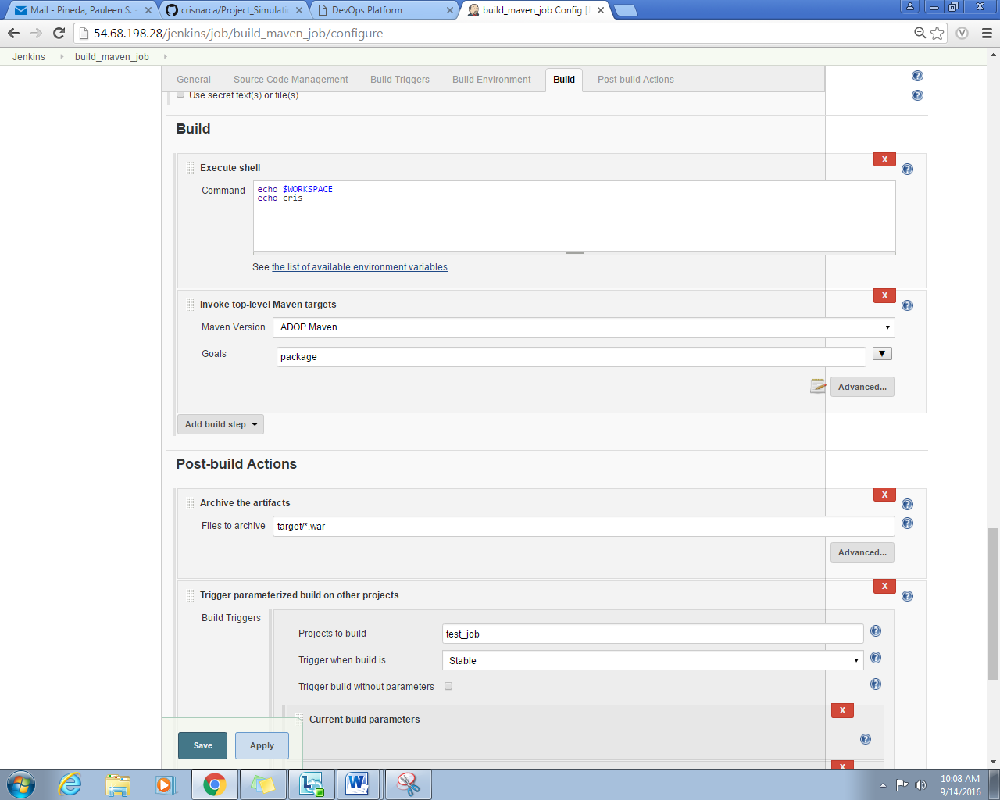 Mail - Pineda, Pauleen S. -
crisnarca/Project_Simulati
DevOps Platform
build_maven_job Config [J
54.68.198.28/jenkins/job/build_maven_job/configure
Jenkins
build_maven_job
General
Source Code Management
Build Triggers
Build Environment
Build
Post-build Actions
Use secret text(s) or file(s)
Build
X
Execute shell
Command
echo $WORKSPACE
echo cris
See the list of available environment variables
X
Invoke top-level Maven targets
Maven Version
ADOP Maven
Goals
package
Advanced...
Add build step
Post-build Actions
X
Archive the artifacts
Files to archive
target/*.war
Advanced...
X
Trigger parameterized build on other projects
Build Triggers
Projects to build
test_job
Trigger when build is
Stable
Trigger build without parameters
X
Current build parameters
X
Save
Apply
10:08 AM
9/14/2016